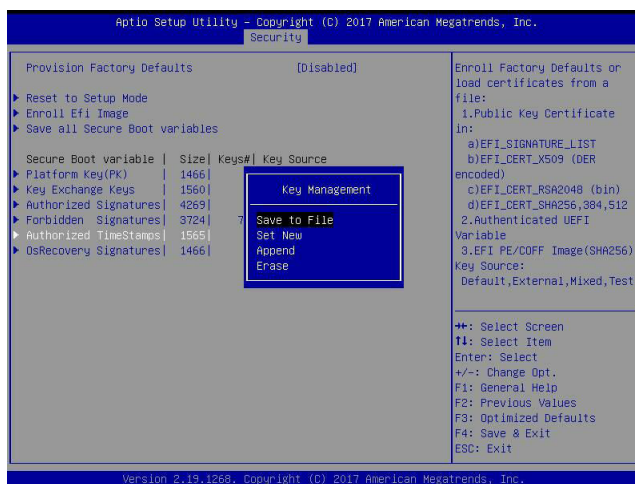 Aptio Setup Utility – Copyright (C) 2017 American Megatrends, Inc.
Security
Provision Factory Defaults [Disabled]
Reset to Setup Mode
Enroll Efi Image
Save all Secure Boot variables
Secure Boot variable | Size| Keys#| Key Source
Platform Key(PK) | 1466|
Key Exchange Keys | 1560|
Authorized Signatures| 4269|
Forbidden Signatures| 3724| 7
Authorized TimeStamps| 1565|
OsRecovery Signatures| 1466|
Key Management
Save to File
Set New
Append
Erase
Enroll Factory Defaults or
load certificates from a
file:
1.Public Key Certificate
in:
a)EFI_SIGNATURE_LIST
b)EFI_CERT_X509 (DER
encoded)
c)EFI_CERT_RSA2048 (bin)
d)EFI_CERT_SHA256,384,512
2.Authenticated UEFI
Variable
3.EFI PE/COFF Image(SHA256)
Key Source:
Default,External,Mixed,Test
→←: Select Screen
↑↓: Select Item
Enter: Select
+/-: Change Opt.
F1: General Help
F2: Previous Values
F3: Optimized Defaults
F4: Save & Exit
ESC: Exit
Version 2.19.1268. Copyright (C) 2017 American Megatrends, Inc.